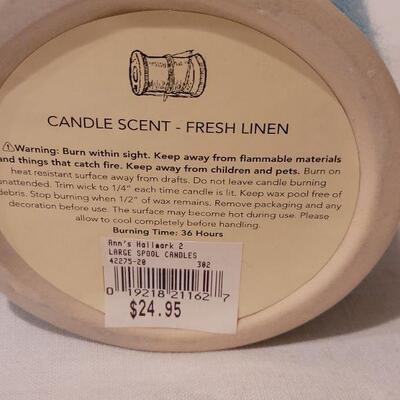 CANDLE SCENT - FRESH LINEN
⚠Warning: Burn within sight. Keep away from flammable materials
and things that catch fire. Keep away from children and pets. Burn on
heat resistant surface away from drafts. Do not leave candle burning
unattended. Trim wick to 1/4" each time candle is lit. Keep wax pool free of
debris. Stop burning when 1/2" of wax remains. Remove packaging and any
decoration before use. The surface may become hot during use. Please
allow to cool completely before handling.
Burning Time: 36 Hours
Ann's Hallmark 2
LARGE SPOOL CANDLES
42275-20 302
0 19218 21162 7
$24.95